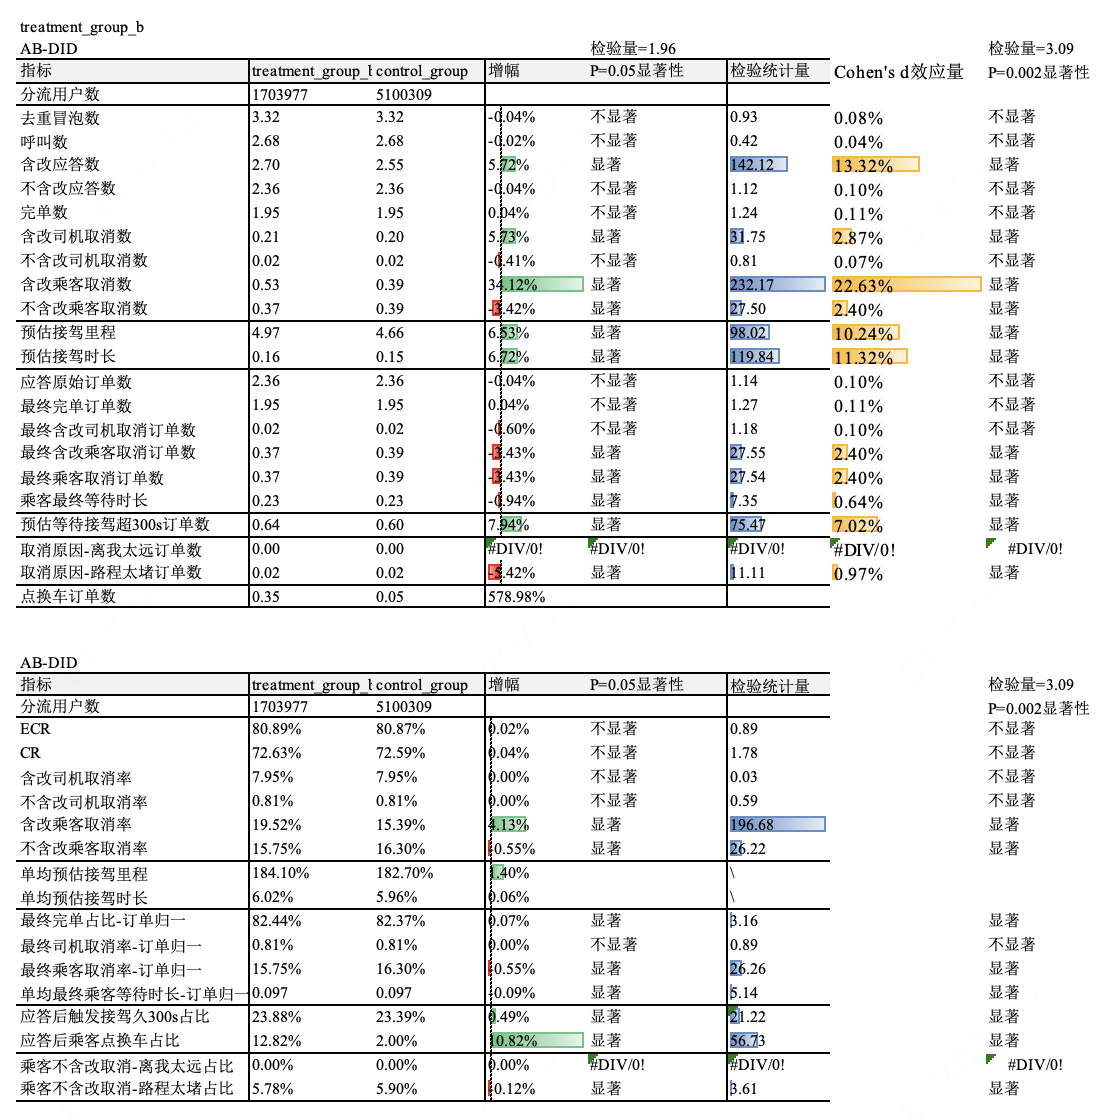 treatment_group_b
AB-DID 检验量=1.96 检验量=3.09
指标 treatment_group_b control_group 增幅 P=0.05显著性 检验统计量 Cohen's d效应量 P=0.002显著性
分流用户数 1703977 5100309
去重冒泡数 3.32 3.32 -0.04% 不显著 0.93 0.08% 不显著
呼叫数 2.68 2.68 -0.02% 不显著 0.42 0.04% 不显著
含改应答数 2.70 2.55 5.72% 显著 142.12 13.32% 显著
不含改应答数 2.36 2.36 -0.04% 不显著 1.12 0.10% 不显著
完单数 1.95 1.95 0.04% 不显著 1.24 0.11% 不显著
含改司机取消数 0.21 0.20 5.73% 显著 31.75 2.87% 显著
不含改司机取消数 0.02 0.02 -0.41% 不显著 0.81 0.07% 不显著
含改乘客取消数 0.53 0.39 34.12% 显著 232.17 22.63% 显著
不含改乘客取消数 0.37 0.39 -3.42% 显著 27.50 2.40% 显著
预估接驾里程 4.97 4.66 6.53% 显著 98.02 10.24% 显著
预估接驾时长 0.16 0.15 6.72% 显著 119.84 11.32% 显著
应答原始订单数 2.36 2.36 -0.04% 不显著 1.14 0.10% 不显著
最终完单订单数 1.95 1.95 0.04% 不显著 1.27 0.11% 不显著
最终含改司机取消订单数 0.02 0.02 -0.60% 不显著 1.18 0.10% 不显著
最终含改乘客取消订单数 0.37 0.39 -3.43% 显著 27.55 2.40% 显著
最终乘客取消订单数 0.37 0.39 -3.43% 显著 27.54 2.40% 显著
乘客最终等待时长 0.23 0.23 -0.94% 显著 7.35 0.64% 显著
预估等待接驾超300s订单数 0.64 0.60 7.94% 显著 75.47 7.02% 显著
取消原因-离我太远订单数 0.00 0.00 #DIV/0! #DIV/0! #DIV/0! #DIV/0! #DIV/0!
取消原因-路程太堵订单数 0.02 0.02 -5.42% 显著 11.11 0.97% 显著
点换车订单数 0.35 0.05 578.98%
AB-DID
指标 treatment_group_b control_group 增幅 P=0.05显著性 检验统计量 检验量=3.09
分流用户数 1703977 5100309 P=0.002显著性
ECR 80.89% 80.87% 0.02% 不显著 0.89 不显著
CR 72.63% 72.59% 0.04% 不显著 1.78 不显著
含改司机取消率 7.95% 7.95% 0.00% 不显著 0.03 不显著
不含改司机取消率 0.81% 0.81% 0.00% 不显著 0.59 不显著
含改乘客取消率 19.52% 15.39% 4.13% 显著 196.68 显著
不含改乘客取消率 15.75% 16.30% -0.55% 显著 26.22 显著
单均预估接驾里程 184.10% 182.70% 1.40% \
单均预估接驾时长 6.02% 5.96% 0.06% \
最终完单占比-订单归一 82.44% 82.37% 0.07% 显著 3.16 显著
最终司机取消率-订单归一 0.81% 0.81% 0.00% 不显著 0.89 不显著
最终乘客取消率-订单归一 15.75% 16.30% -0.55% 显著 26.26 显著
单均最终乘客等待时长-订单归一 0.097 0.097 -0.09% 显著 5.14 显著
应答后触发接驾久300s占比 23.88% 23.39% 0.49% 显著 21.22 显著
应答后乘客点换车占比 12.82% 2.00% 10.82% 显著 56.73 显著
乘客不含改取消-离我太远占比 0.00% 0.00% 0.00% #DIV/0! #DIV/0! #DIV/0!
乘客不含改取消-路程太堵占比 5.78% 5.90% -0.12% 显著 3.61 显著